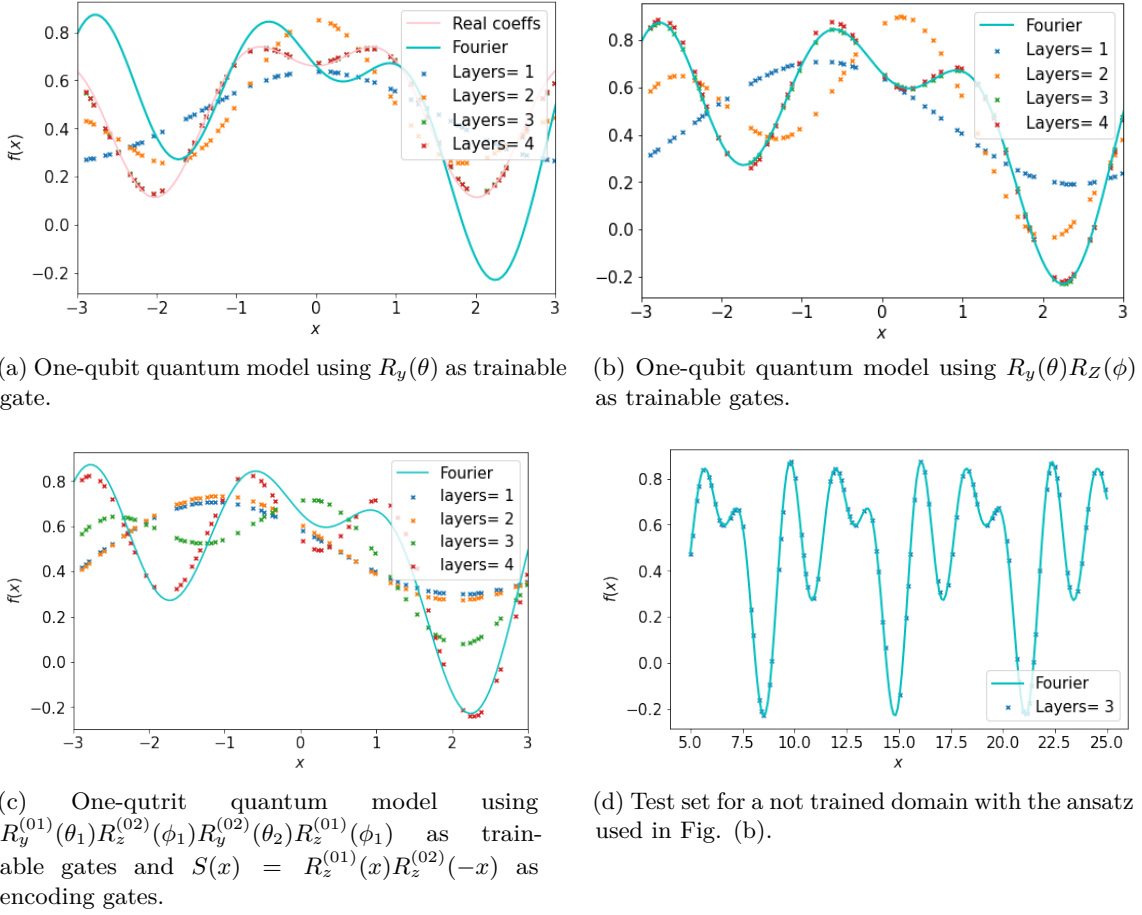 0.8
0.6
0.4
0.2
0.0
−0.2
f(x)
−3 −2 −1 0 1 2 3
x
Real coeffs
Fourier
Layers= 1
Layers= 2
Layers= 3
Layers= 4
0.8
0.6
0.4
0.2
0.0
−0.2
f(x)
−3 −2 −1 0 1 2 3
x
Fourier
Layers= 1
Layers= 2
Layers= 3
Layers= 4
(a) One-qubit quantum model using $R_y(\theta)$ as trainable
gate.
(b) One-qubit quantum model using $R_y(\theta)R_Z(\phi)$
as trainable gates.
0.8
0.6
0.4
0.2
0.0
−0.2
f(x)
−3 −2 −1 0 1 2 3
x
Fourier
layers= 1
layers= 2
layers= 3
layers= 4
0.8
0.6
0.4
0.2
0.0
−0.2
f(x)
5.0 7.5 10.0 12.5 15.0 17.5 20.0 22.5 25.0
x
Fourier
Layers= 3
(c) One-qutrit quantum model using
$R_y^{(01)}(\theta_1)R_z^{(02)}(\phi_1)R_y^{(02)}(\theta_2)R_z^{(01)}(\phi_1)$ as train-
able gates and $S(x) = R_z^{(01)}(x)R_z^{(02)}(-x)$ as
encoding gates.
(d) Test set for a not trained domain with the ansatz
used in Fig. (b).